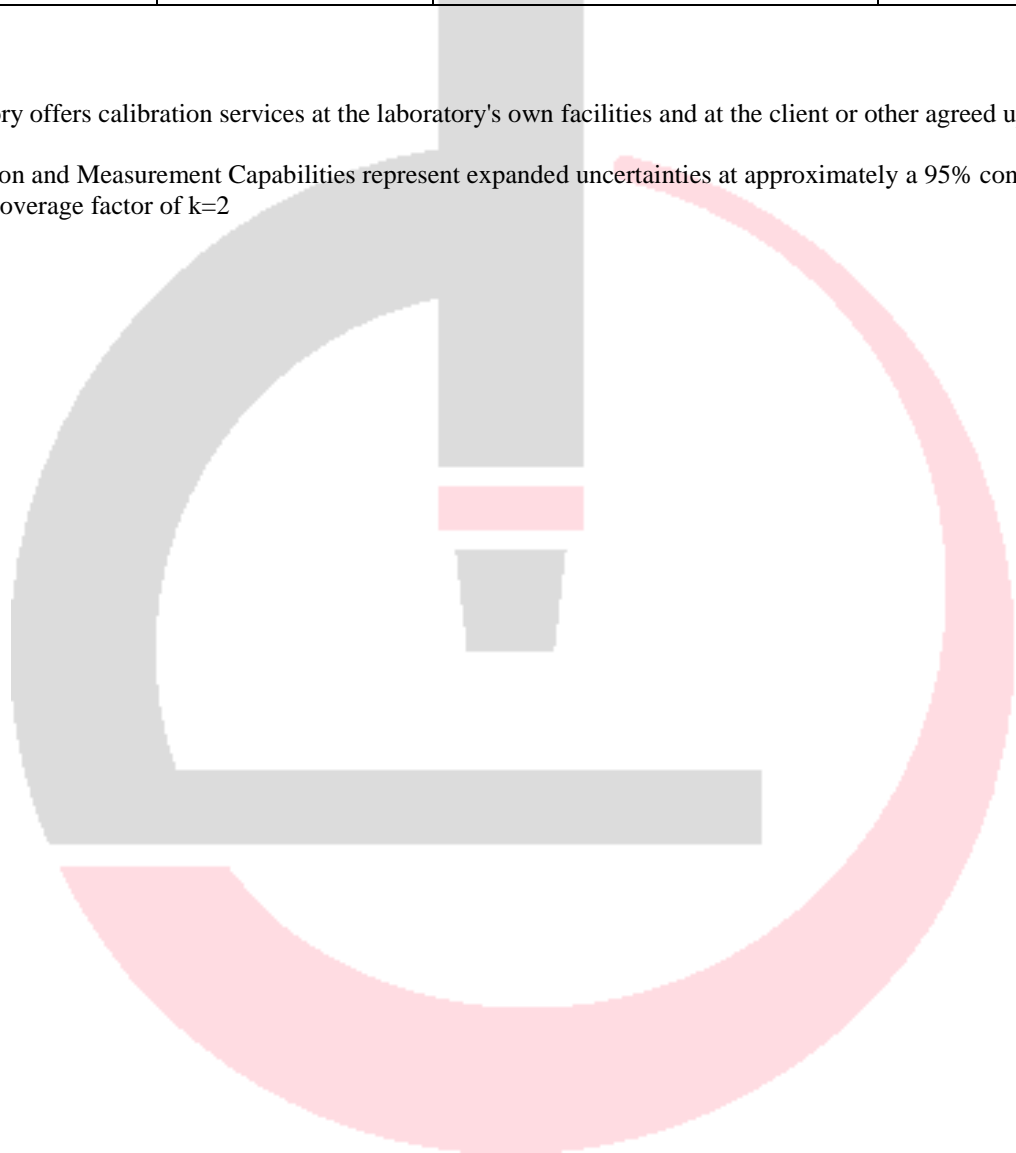 ry offers calibration services at the laboratory's own facilities and at the client or other agreed u
on and Measurement Capabilities represent expanded uncertainties at approximately a 95% con
overage factor of k=2